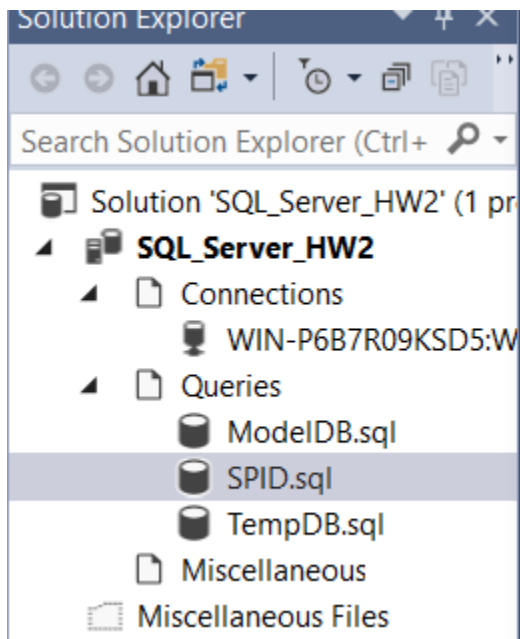 Solution Explorer
Search Solution Explorer (Ctrl+
Solution 'SQL_Server_HW2' (1 pr
SQL_Server_HW2
Connections
WIN-P6B7R09KSD5:W
Queries
ModelDB.sql
SPID.sql
TempDB.sql
Miscellaneous
Miscellaneous Files